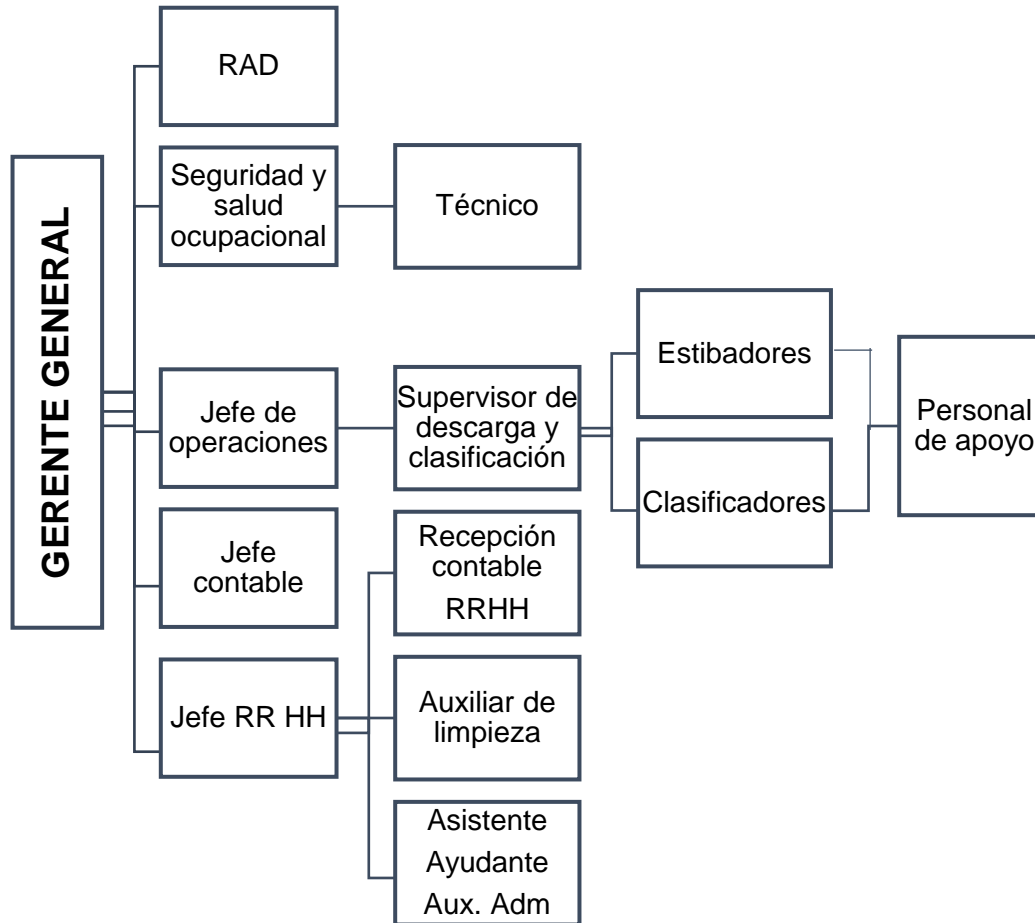 GERENTE GENERAL
RAD
Seguridad y
salud
ocupacional
Técnico
Jefe de
operaciones
Supervisor de
descarga y
clasificación
Estibadores
Clasificadores
Personal
de apoyo
Jefe
contable
Jefe RR HH
Recepción
contable
RRHH
Auxiliar de
limpieza
Asistente
Ayudante
Aux. Adm